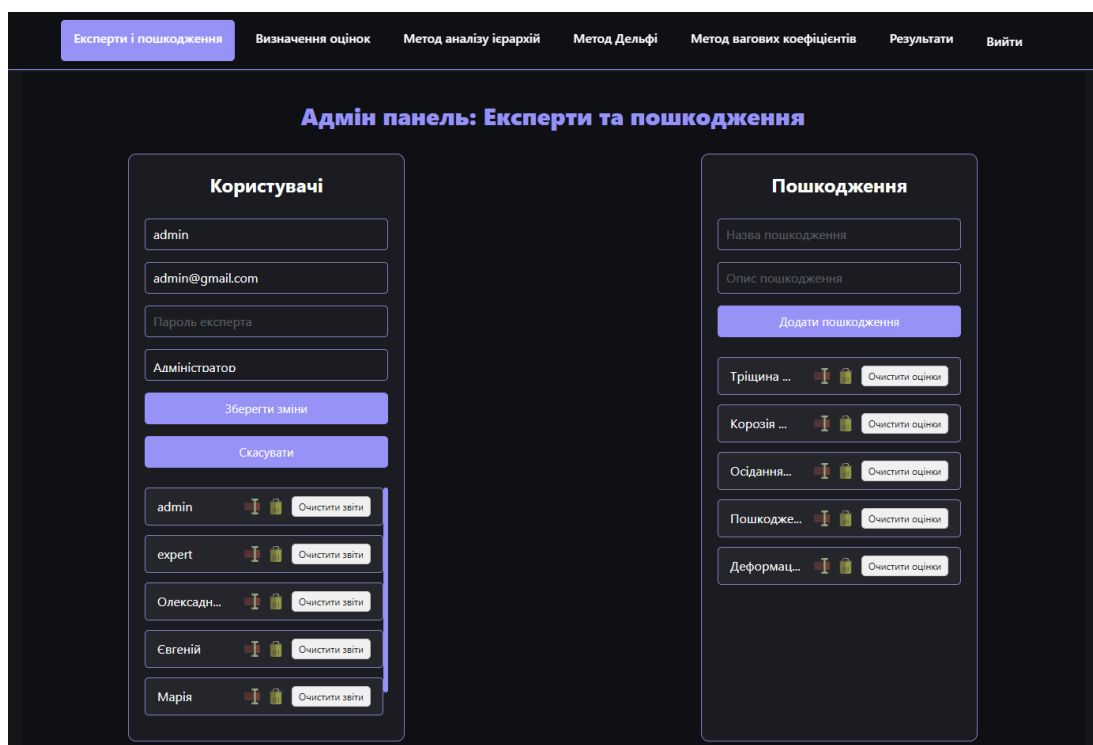 Експерти і пошкодження Визначення оцінок Метод аналізу ієрархій Метод Дельфі Метод вагових коефіцієнтів Результати Вийти
Адмін панель: Експерти та пошкодження
Користувачі
admin
admin@gmail.com
Пароль експерта
Адміністратор
Зберегти зміни
Скасувати
admin Очистити звіти
expert Очистити звіти
Олексадн... Очистити звіти
Євгеній Очистити звіти
Марія Очистити звіти
Пошкодження
Назва пошкодження
Опис пошкодження
Додати пошкодження
Тріщина ... Очистити оцінки
Корозія ... Очистити оцінки
Осідання... Очистити оцінки
Пошкодже... Очистити оцінки
Деформац... Очистити оцінки